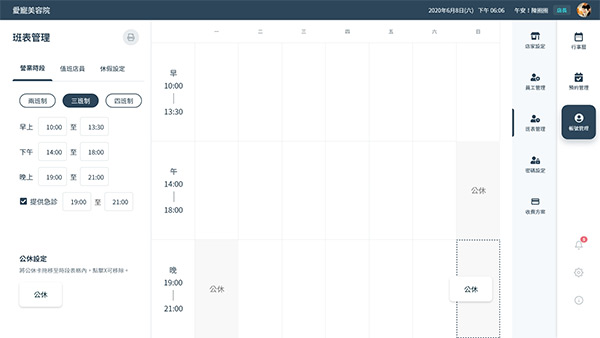 愛寵美容院
2020年6月8日(六) 下午 06:06 午安！陳圈圈 店長
班表管理
營業時段 值班店員 休假設定
兩班制 三班制 四班制
早上 10:00 至 13:30
下午 14:00 至 18:00
晚上 19:00 至 21:00
提供急診 19:00 至 21:00
公休設定
將公休卡拖移至時段表格內，點擊X可移除。
公休
一 二 三 四 五 六 日
早
10:00
13:30
午
14:00
18:00
公休
晚
19:00
21:00
公休
公休
店家設定
員工管理
班表管理
密碼設定
收費方案
行事曆
預約管理
帳號管理